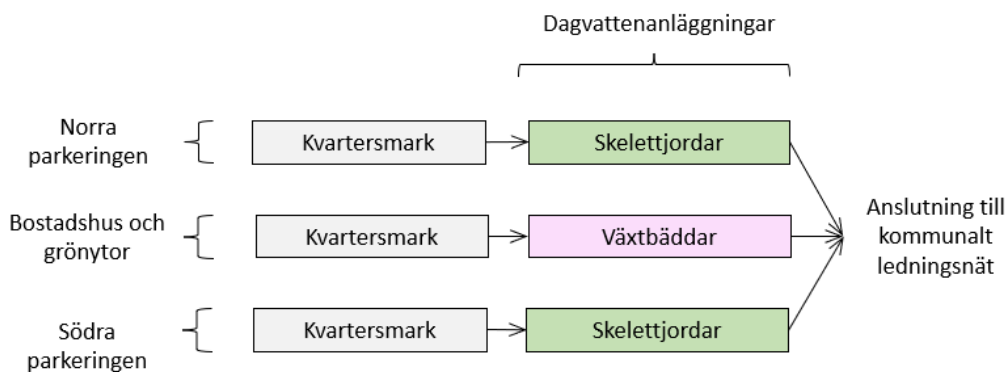 Dagvattenanläggningar
Norra
parkeringen
Kvartersmark
Skelettjordar
Bostadshus och
grönytor
Kvartersmark
Växtbäddar
Anslutning till
kommunalt
ledningsnät
Södra
parkeringen
Kvartersmark
Skelettjordar